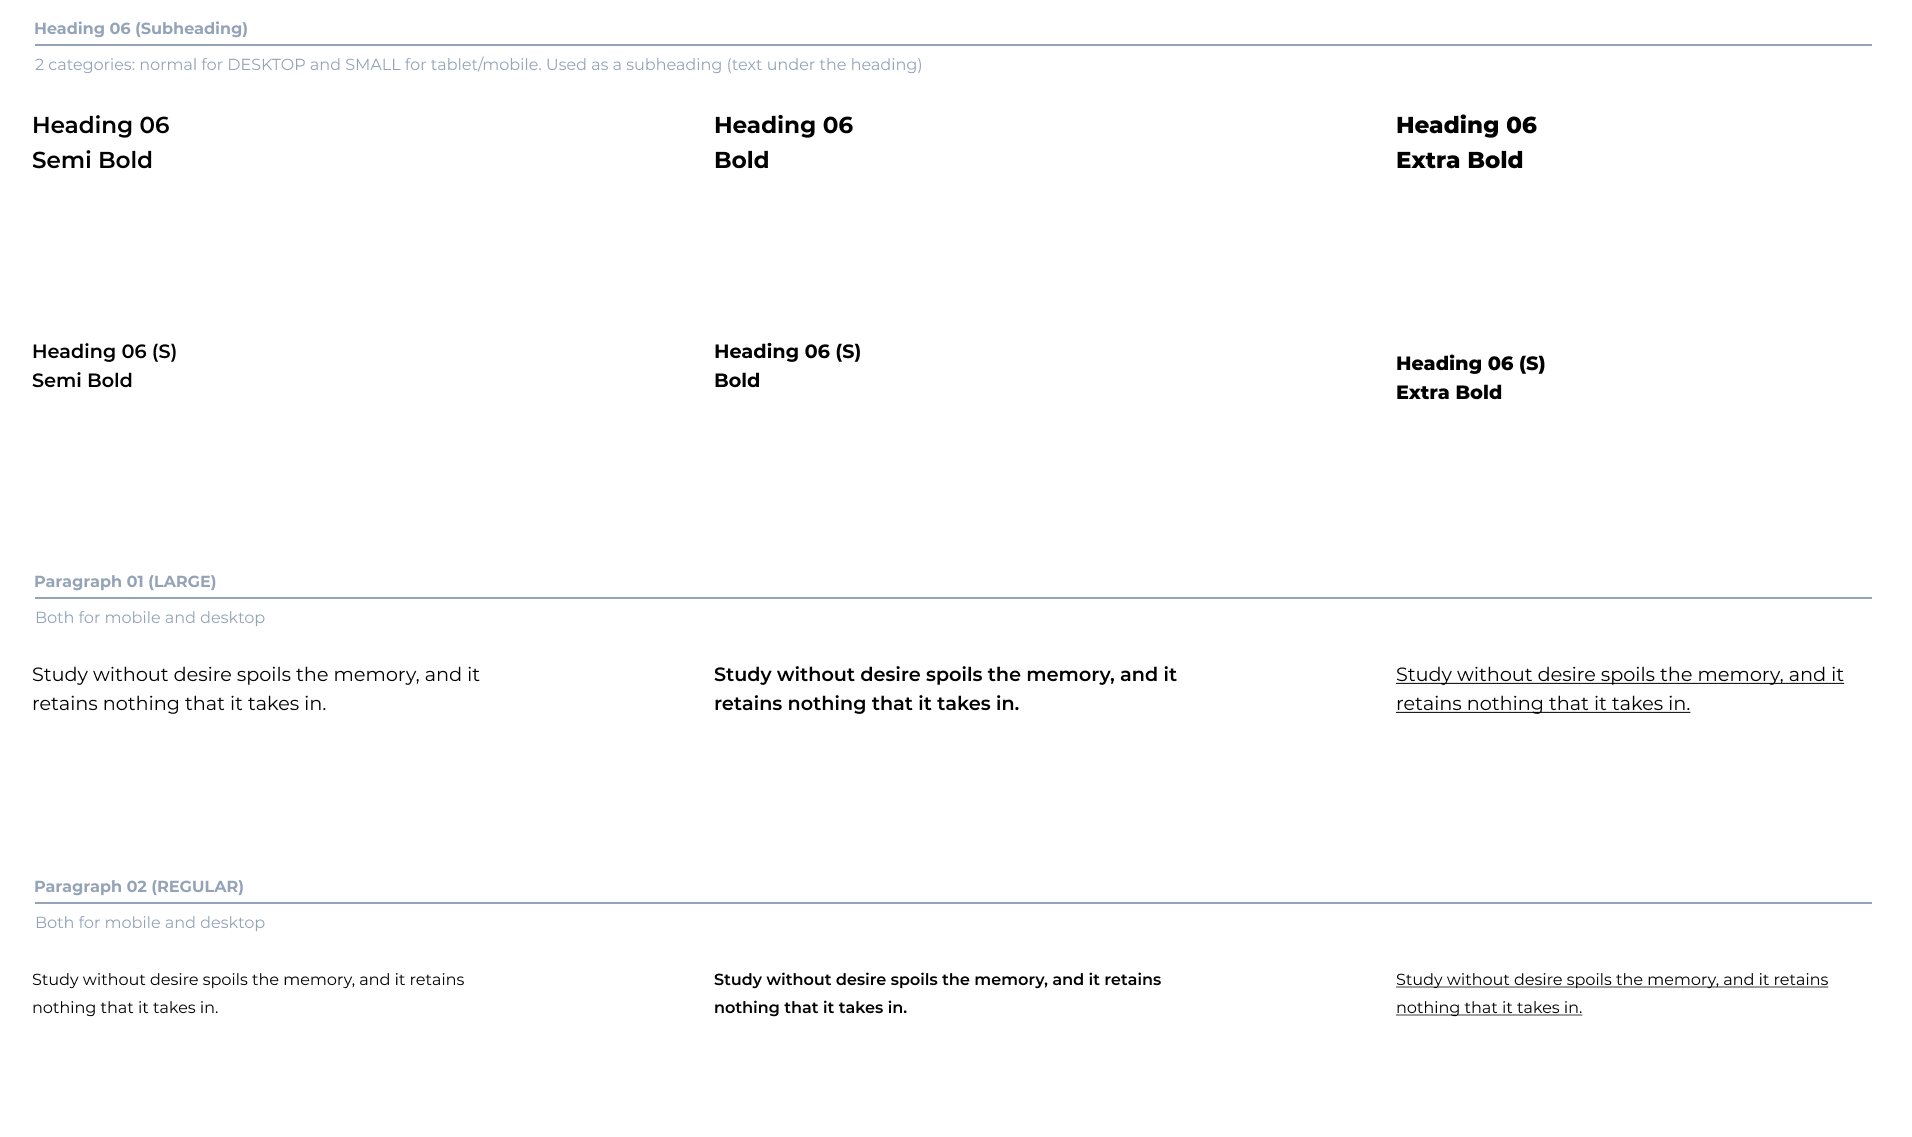 Heading 06 (Subheading)
2 categories: normal for DESKTOP and SMALL for tablet/mobile. Used as a subheading (text under the heading)
Heading 06
Semi Bold
Heading 06
Bold
Heading 06
Extra Bold
Heading 06 (S)
Semi Bold
Heading 06 (S)
Bold
Heading 06 (S)
Extra Bold
Paragraph 01 (LARGE)
Both for mobile and desktop
Study without desire spoils the memory, and it
retains nothing that it takes in.
Study without desire spoils the memory, and it
retains nothing that it takes in.
Study without desire spoils the memory, and it
retains nothing that it takes in.
Paragraph 02 (REGULAR)
Both for mobile and desktop
Study without desire spoils the memory, and it retains
nothing that it takes in.
Study without desire spoils the memory, and it retains
nothing that it takes in.
Study without desire spoils the memory, and it retains
nothing that it takes in.